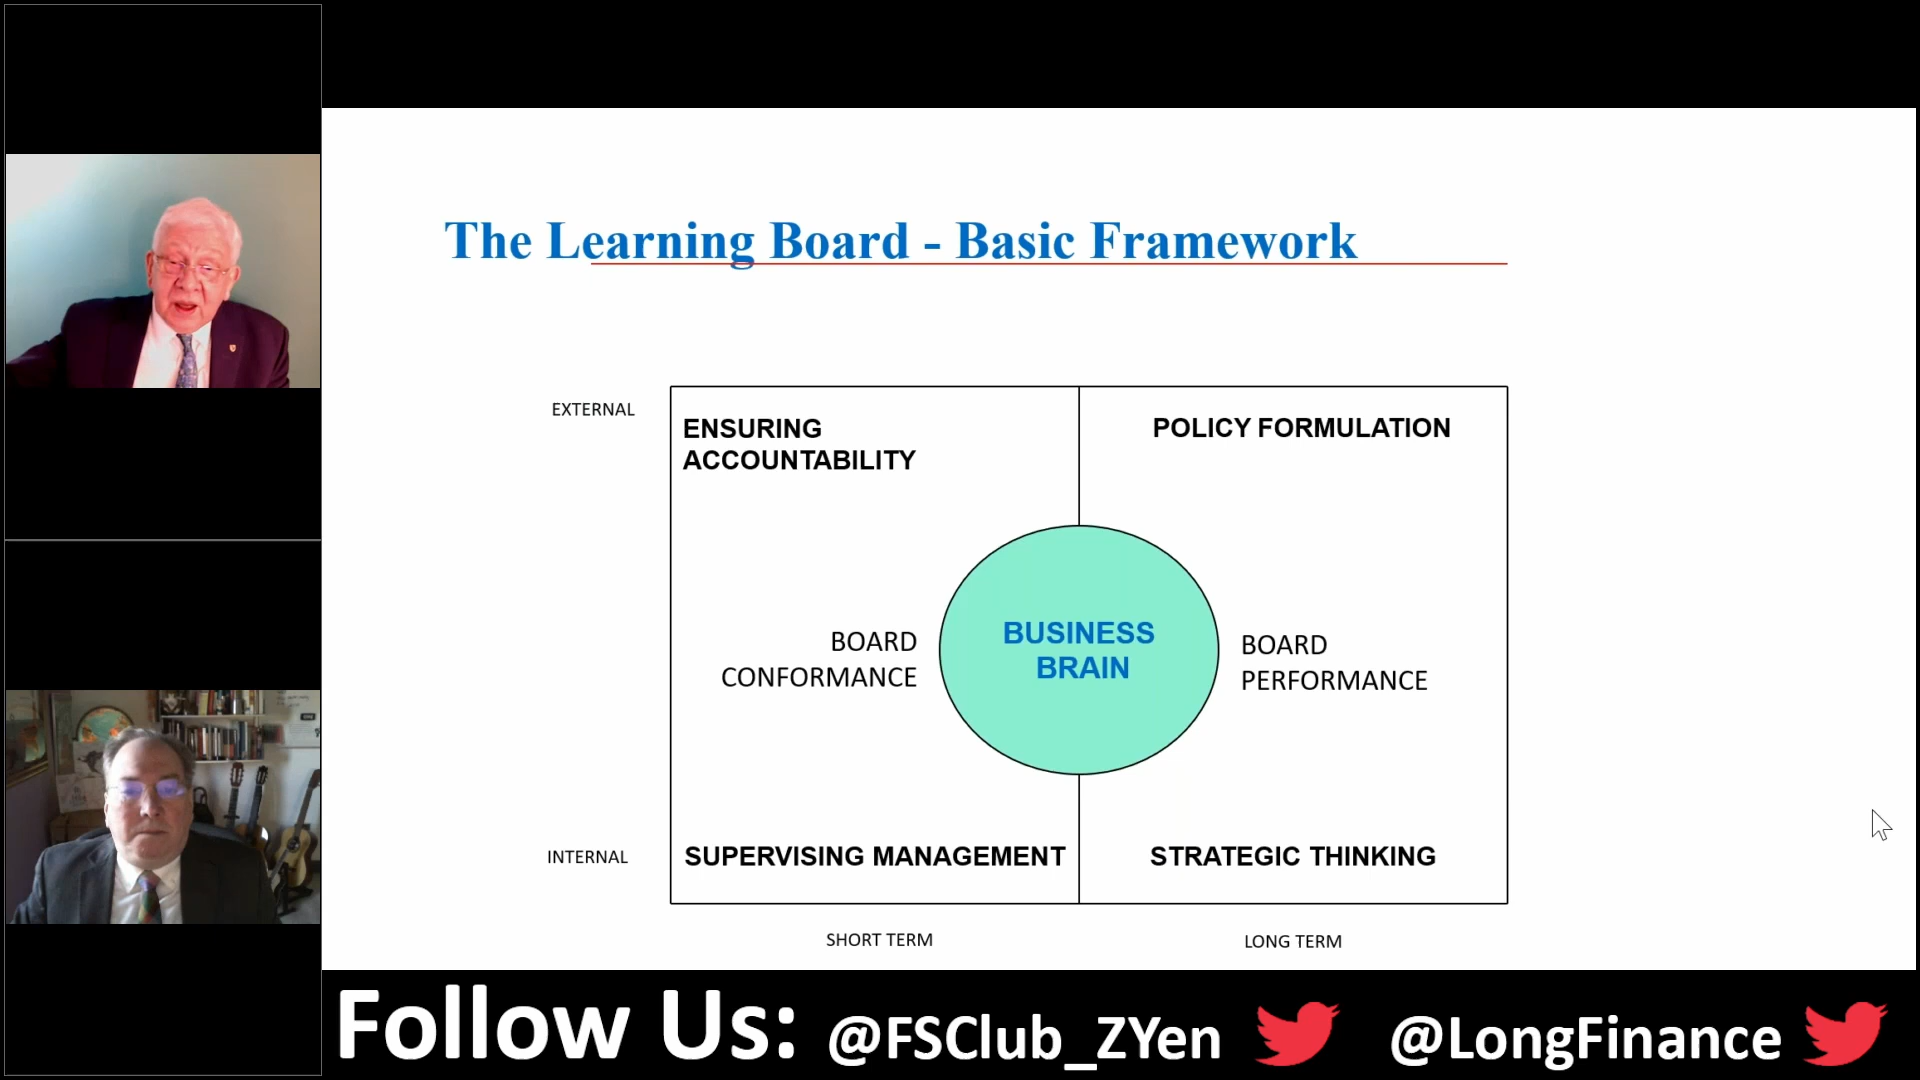 The Learning Board - Basic Framework
EXTERNAL
ENSURING
ACCOUNTABILITY
POLICY FORMULATION
BOARD
CONFORMANCE
BUSINESS
BRAIN
BOARD
PERFORMANCE
INTERNAL
SUPERVISING MANAGEMENT
STRATEGIC THINKING
SHORT TERM
LONG TERM
Follow Us: @FSClub_ZYen @LongFinance